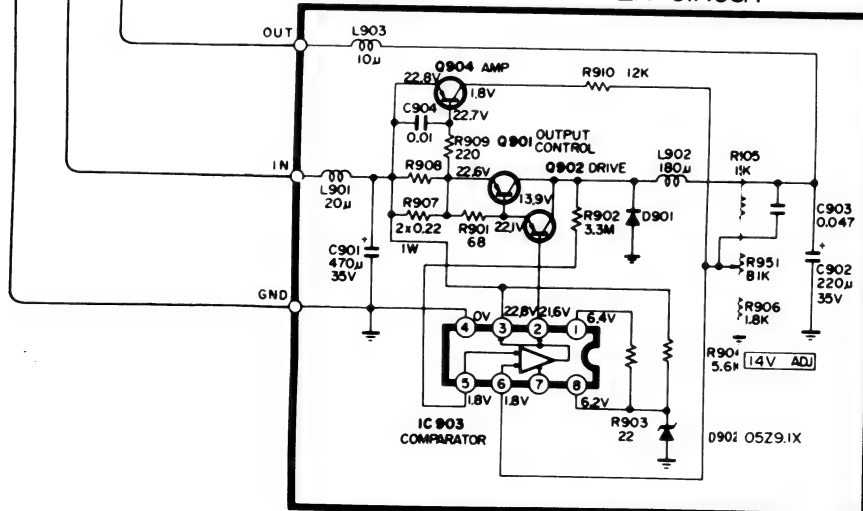 OUT
L903
10μ
Q904 AMP
22.8V
1.8V
R910 12K
22.7V
C904
0.01
R909
220
Q901 OUTPUT
CONTROL
IN
L901
20μ
R908
22.6V
Q902 DRIVE
L902
180μ
R105
1K
13.9V
R907
2x0.22
1W
R901
68
22.1V
R902
3.3M
D901
C903
0.047
C901
470μ
35V
R951
8.1K
C902
220μ
35V
GND
R906
1.8K
0V
22.8V
21.6V
6.4V
4
3
2
1
R904
5.6K
14V ADJ
5
6
7
8
1.8V
1.8V
6.2V
IC903
COMPARATOR
R903
22
D902 05Z9.1X